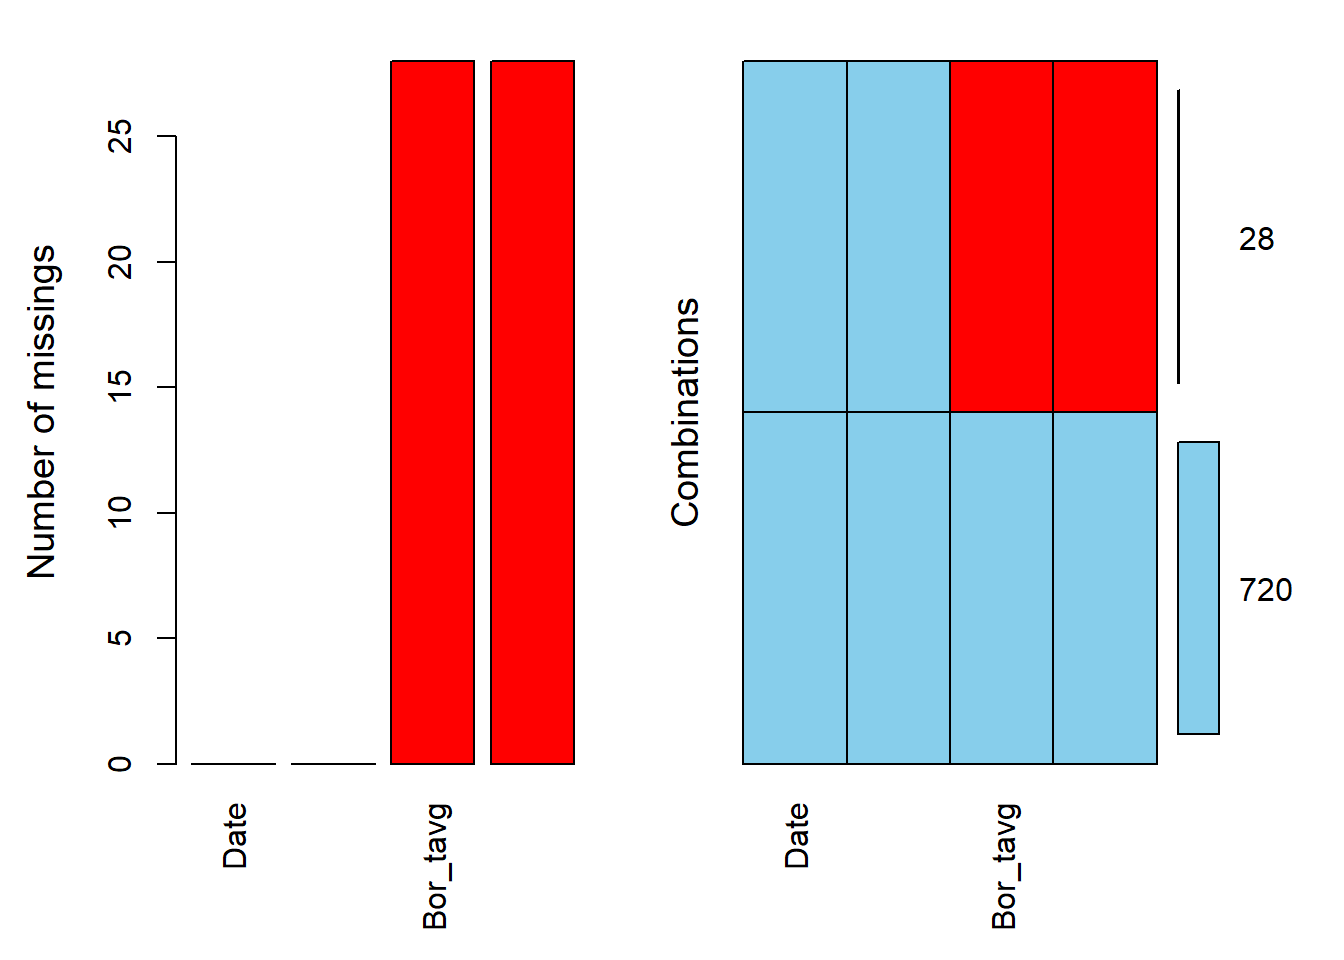 Number of missings
25
20
15
10
5
0
Date
Bor_tavg
Combinations
28
720
Date
Bor_tavg